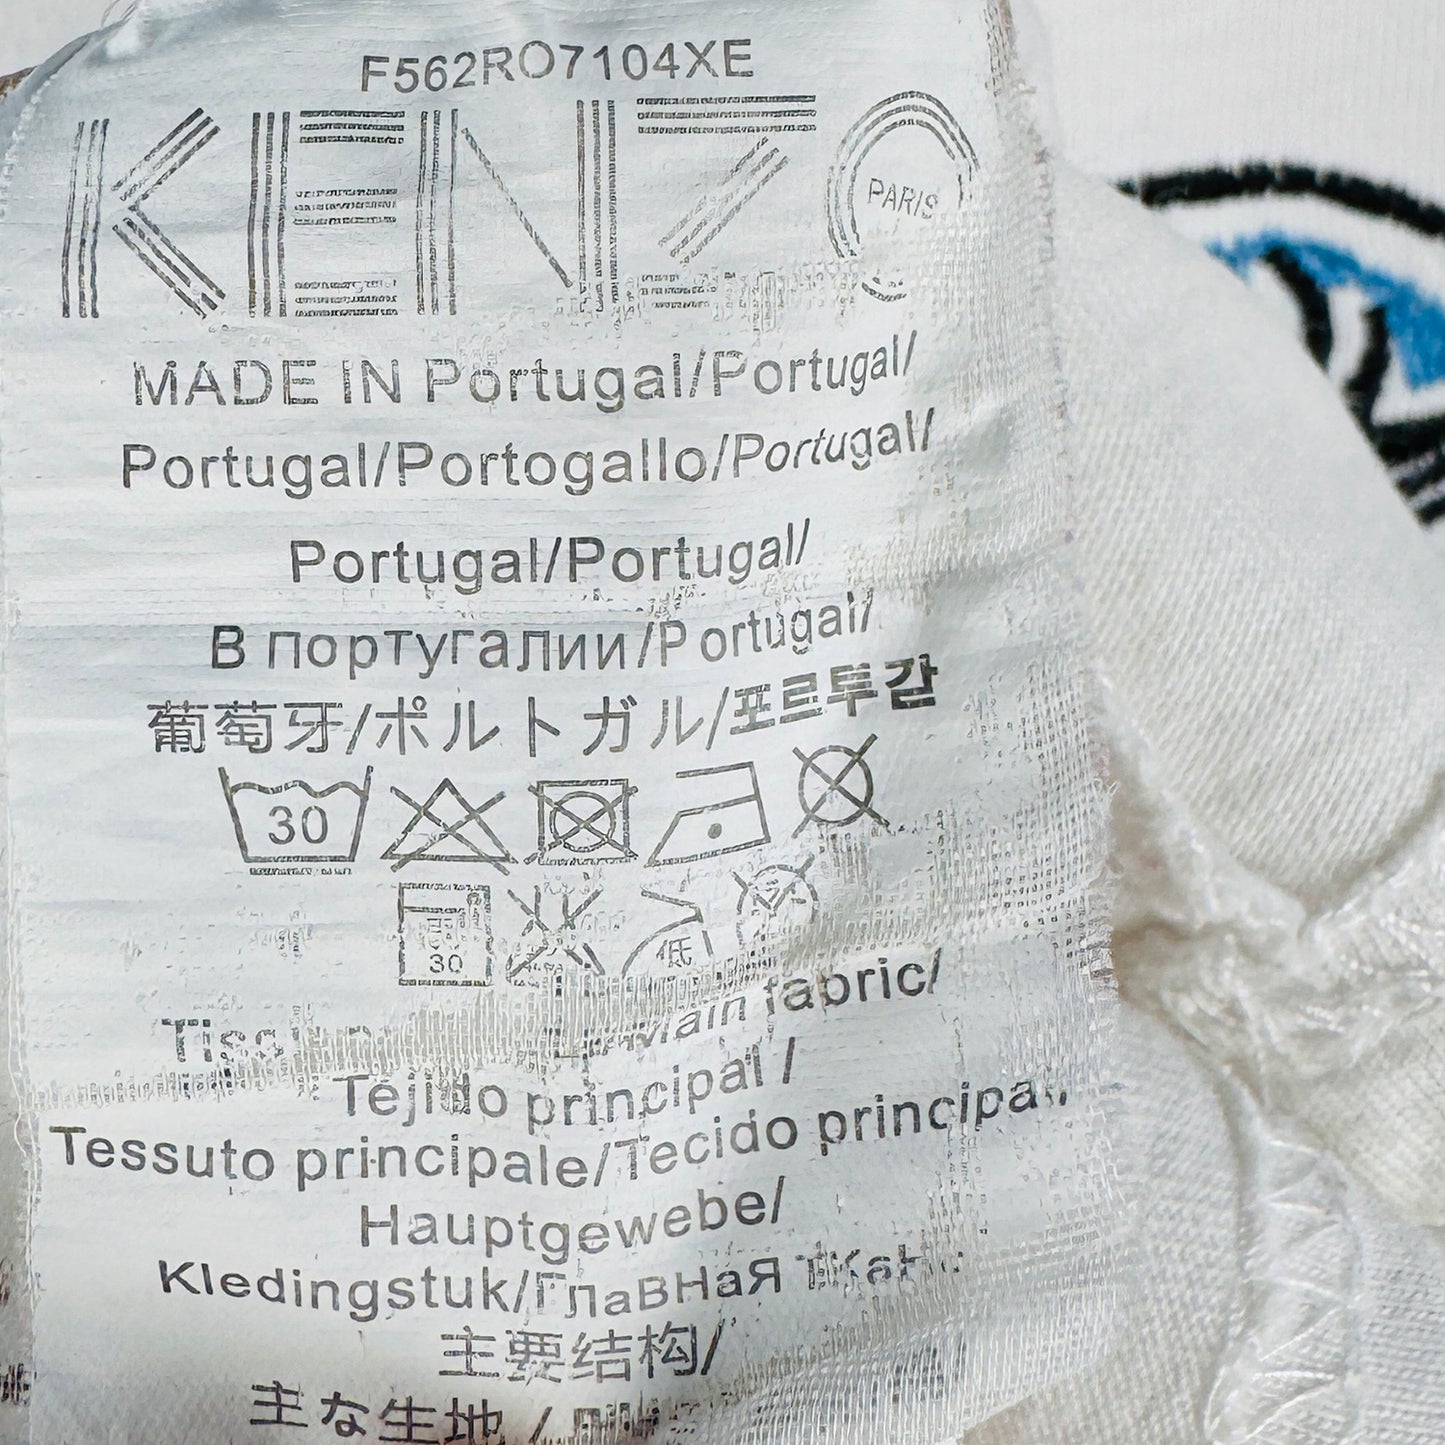 F562RO7104XE
KENZO PARIS
MADE IN Portugal/Portugal/
Portugal/Portogallo/Portugal/
Portugal/Portugal/
В португалии/Portugal/
葡萄牙/ポルトガル/포르투갈
30
30 低
Main fabric/
Tejido principal /
Tessuto principale/Tecido principal/
Hauptgewebe/
Kledingstuk/Главная
主要结构/
主な生地 /